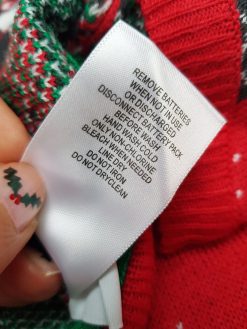 REMOVE BATTERIES
WHEN NOT IN USE
OR DISCHARGED
DISCONNECT BATTERY PACK
BEFORE WASH
HAND WASH COLD
ONLY NON-CHLORINE
BLEACH WHEN NEEDED
LINE DRY
DO NOT IRON
DO NOT DRYCLEAN